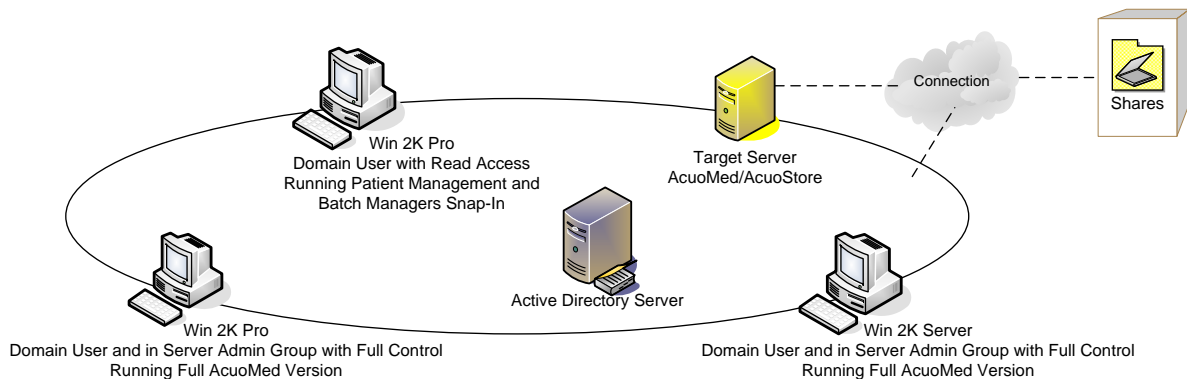 Connection
Shares
Win 2K Pro
Domain User with Read Access
Running Patient Management and
Batch Managers Snap-In
Target Server
AcuoMed/AcuoStore
Active Directory Server
Win 2K Pro
Domain User and in Server Admin Group with Full Control
Running Full AcuoMed Version
Win 2K Server
Domain User and in Server Admin Group with Full Control
Running Full AcuoMed Version